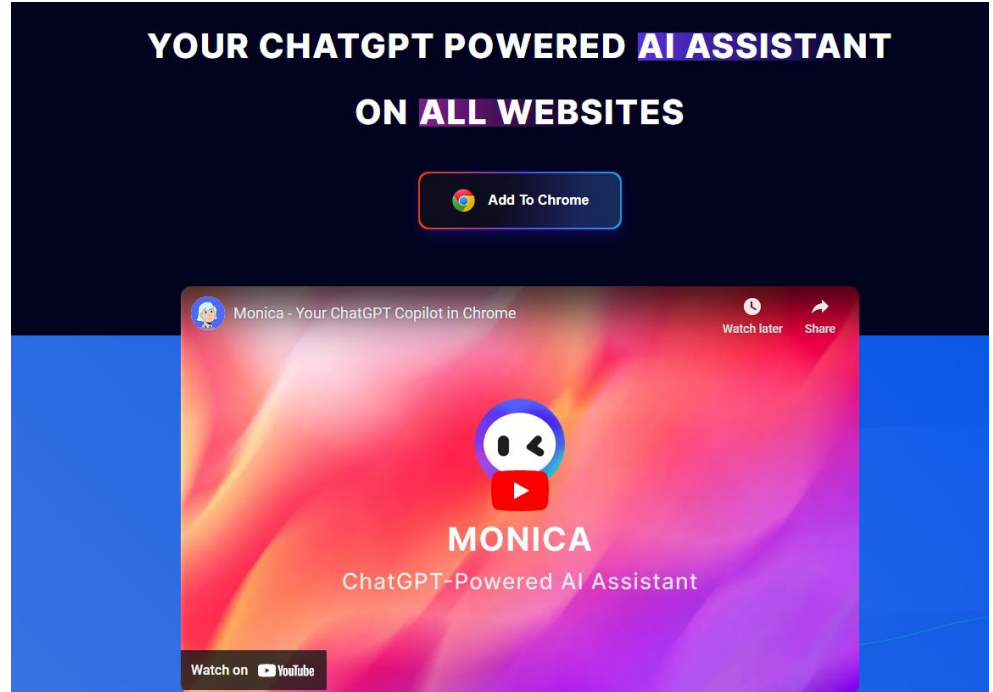 YOUR CHATGPT POWERED AI ASSISTANT
ON ALL WEBSITES
Add To Chrome
Monica - Your ChatGPT Copilot in Chrome
Watch later
Share
MONICA
ChatGPT-Powered AI Assistant
Watch on YouTube